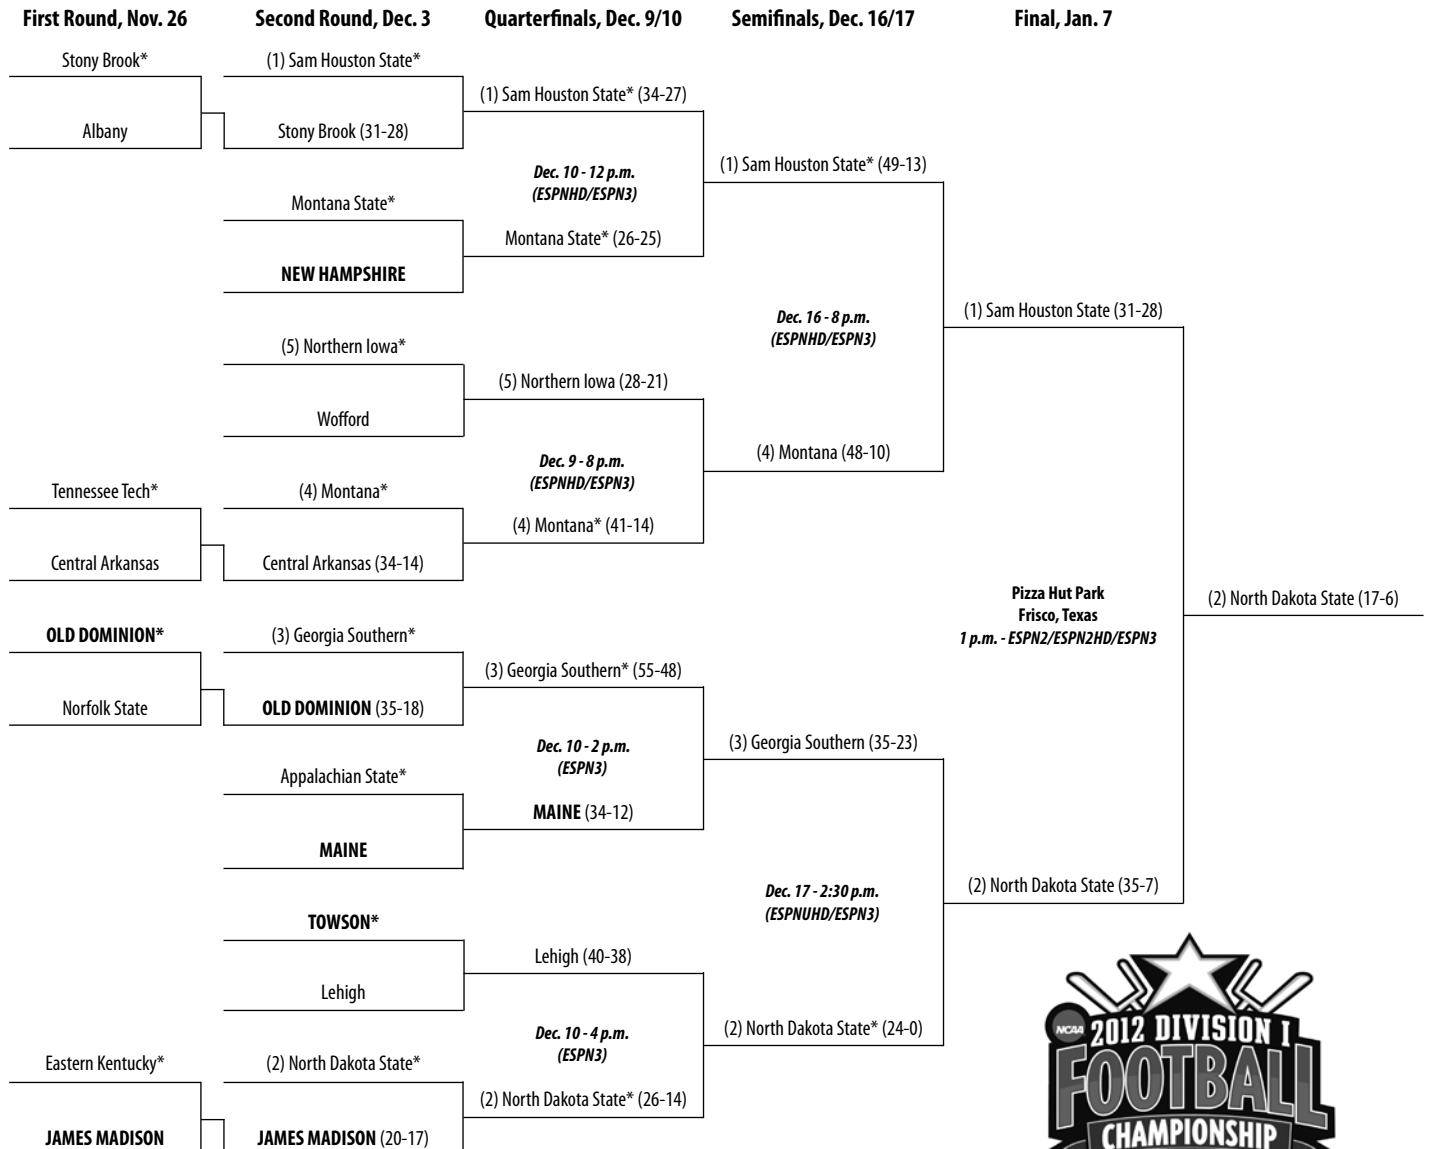 First Round, Nov. 26
Second Round, Dec. 3
Quarterfinals, Dec. 9/10
Semifinals, Dec. 16/17
Final, Jan. 7
Stony Brook*
Albany
Tennessee Tech*
Central Arkansas
OLD DOMINION*
Norfolk State
Eastern Kentucky*
JAMES MADISON
(1) Sam Houston State*
Stony Brook (31-28)
Montana State*
NEW HAMPSHIRE
(5) Northern Iowa*
Wofford
(4) Montana*
Central Arkansas (34-14)
(3) Georgia Southern*
OLD DOMINION (35-18)
Appalachian State*
MAINE
TOWSON*
Lehigh
(2) North Dakota State*
JAMES MADISON (20-17)
(1) Sam Houston State* (34-27)
Dec. 10 - 12 p.m.
(ESPNHD/ESPN3)
Montana State* (26-25)
(5) Northern Iowa (28-21)
Dec. 9 - 8 p.m.
(ESPNHD/ESPN3)
(4) Montana* (41-14)
(3) Georgia Southern* (55-48)
Dec. 10 - 2 p.m.
(ESPN3)
MAINE (34-12)
Lehigh (40-38)
Dec. 10 - 4 p.m.
(ESPN3)
(2) North Dakota State* (26-14)
(1) Sam Houston State* (49-13)
Dec. 16 - 8 p.m.
(ESPNHD/ESPN3)
(4) Montana (48-10)
(3) Georgia Southern (35-23)
Dec. 17 - 2:30 p.m.
(ESPNUHD/ESPN3)
(2) North Dakota State* (24-0)
(1) Sam Houston State (31-28)
Pizza Hut Park
Frisco, Texas
1 p.m. - ESPN2/ESPN2HD/ESPN3
(2) North Dakota State (35-7)
(2) North Dakota State (17-6)
NCAA
2012 DIVISION I
FOOTBALL
CHAMPIONSHIP